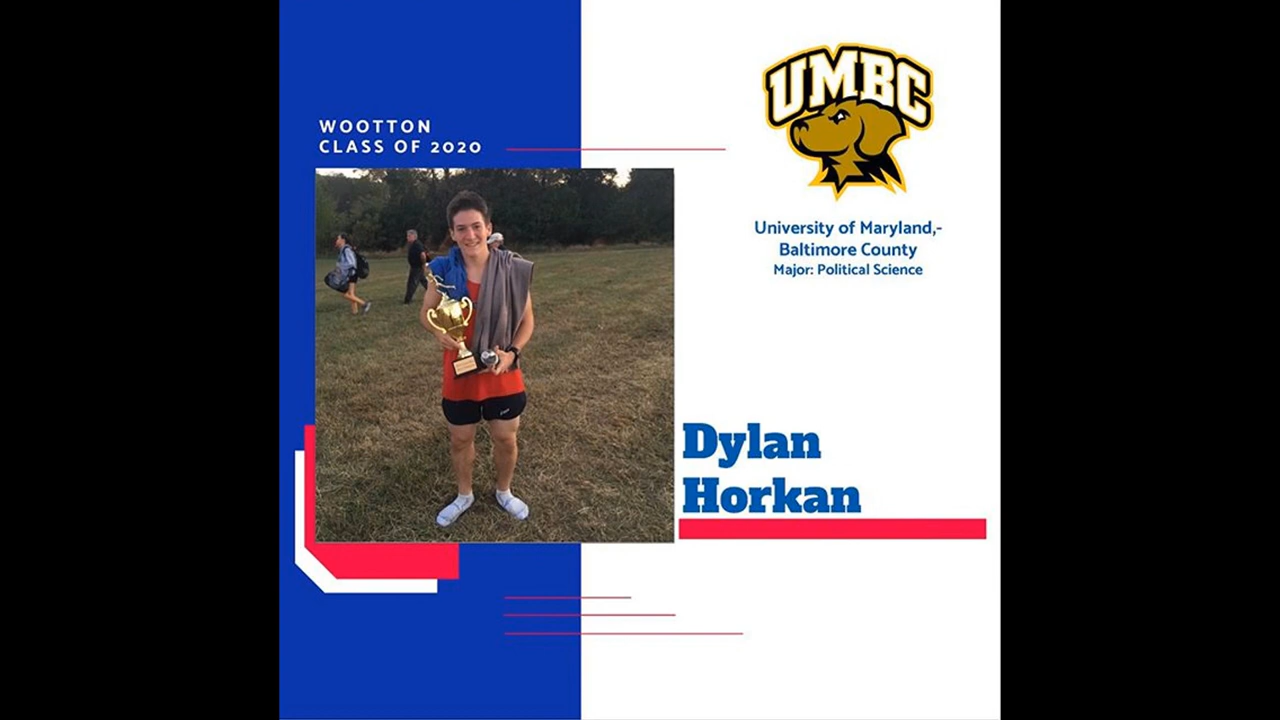 WOOTTON
CLASS OF 2020
UMBC
University of Maryland,-
Baltimore County
Major: Political Science
Dylan
Horkan